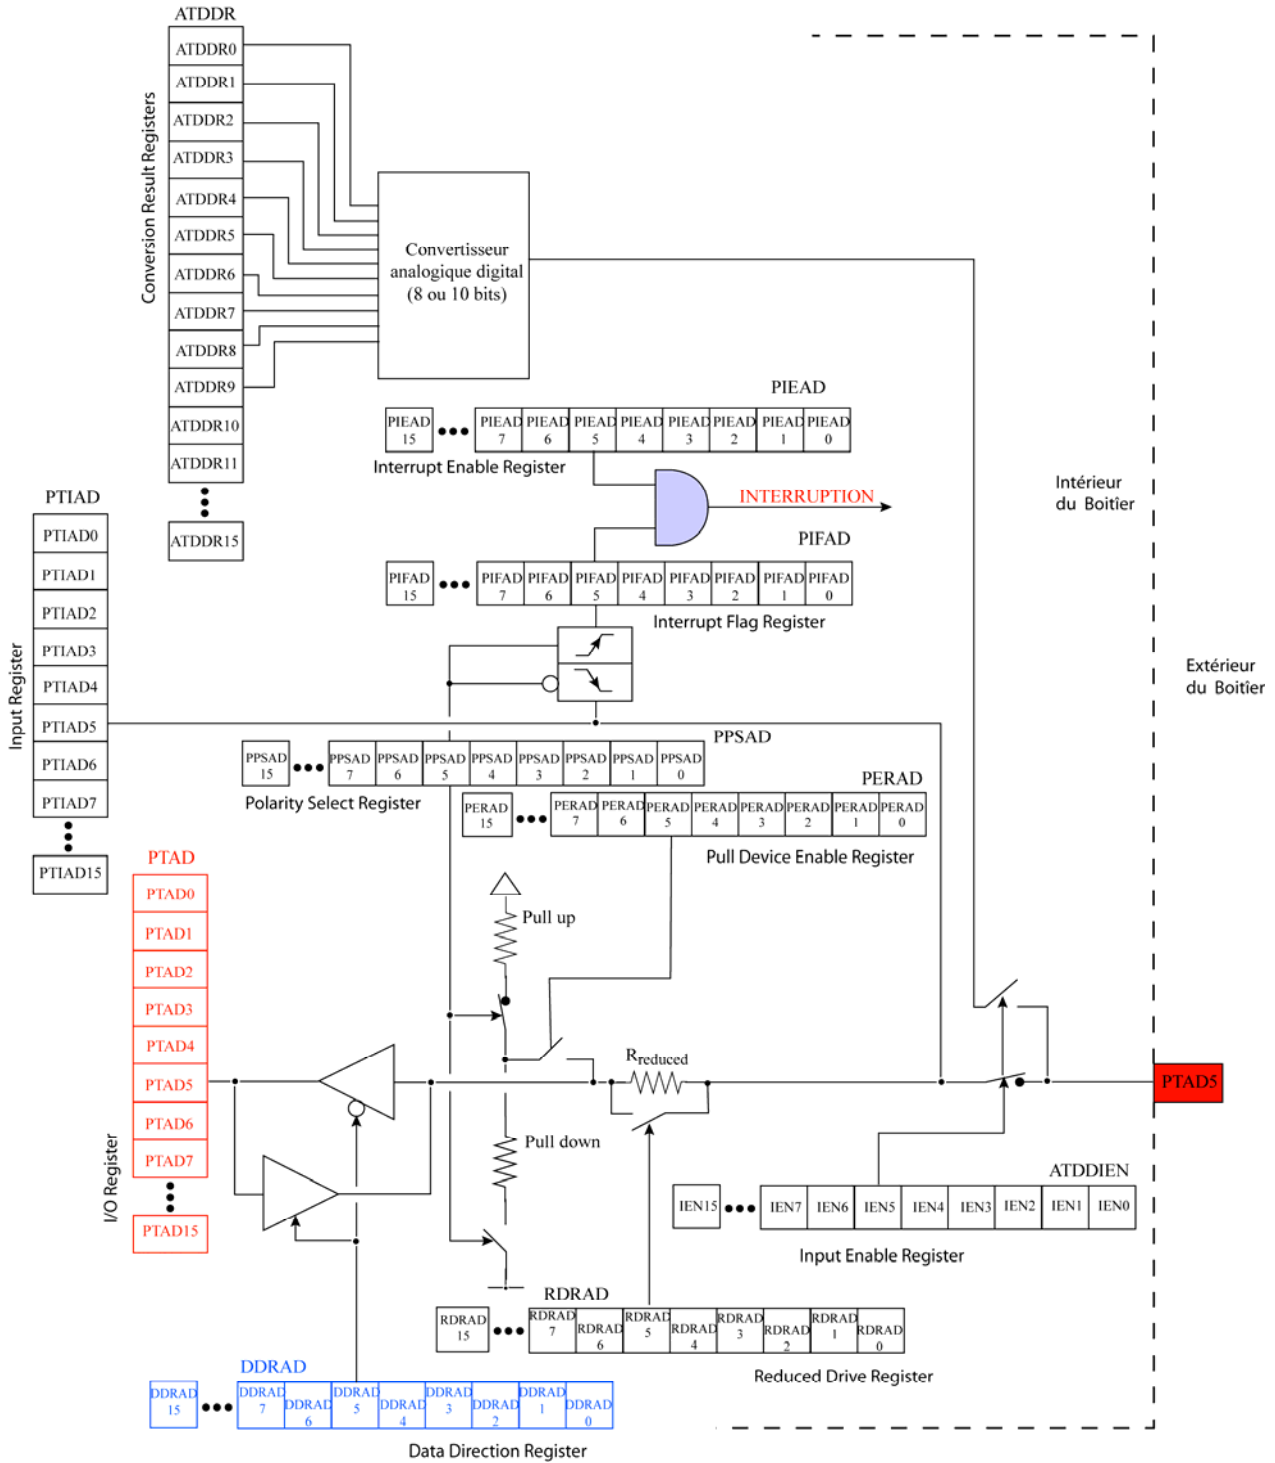 ATDDR
ATDDR0
ATDDR1
ATDDR2
ATDDR3
ATDDR4
ATDDR5
ATDDR6
ATDDR7
ATDDR8
ATDDR9
ATDDR10
ATDDR11
ATDDR15
Conversion Result Registers
Convertisseur
analogique digital
(8 ou 10 bits)
PIEAD
PIEAD 15 PIEAD 7 PIEAD 6 PIEAD 5 PIEAD 4 PIEAD 3 PIEAD 2 PIEAD 1 PIEAD 0
Interrupt Enable Register
INTERRUPTION
Intérieur
du Boitîer
Extérieur
du Boitîer
PIFAD
PIFAD 15 PIFAD 7 PIFAD 6 PIFAD 5 PIFAD 4 PIFAD 3 PIFAD 2 PIFAD 1 PIFAD 0
Interrupt Flag Register
PTIAD
PTIAD0
PTIAD1
PTIAD2
PTIAD3
PTIAD4
PTIAD5
PTIAD6
PTIAD7
PTIAD15
Input Register
PPSAD
PPSAD 15 PPSAD 7 PPSAD 6 PPSAD 5 PPSAD 4 PPSAD 3 PPSAD 2 PPSAD 1 PPSAD 0
Polarity Select Register
PERAD
PERAD 15 PERAD 7 PERAD 6 PERAD 5 PERAD 4 PERAD 3 PERAD 2 PERAD 1 PERAD 0
Pull Device Enable Register
PTAD
PTAD0
PTAD1
PTAD2
PTAD3
PTAD4
PTAD5
PTAD6
PTAD7
PTAD15
I/O Register
Pull up
Rreduced
Pull down
PTAD5
ATDDIEN
IEN15 IEN7 IEN6 IEN5 IEN4 IEN3 IEN2 IEN1 IEN0
Input Enable Register
RDRAD
RDRAD 15 RDRAD 7 RDRAD 6 RDRAD 5 RDRAD 4 RDRAD 3 RDRAD 2 RDRAD 1 RDRAD 0
Reduced Drive Register
DDRAD
DDRAD 15 DDRAD 7 DDRAD 6 DDRAD 5 DDRAD 4 DDRAD 3 DDRAD 2 DDRAD 1 DDRAD 0
Data Direction Register